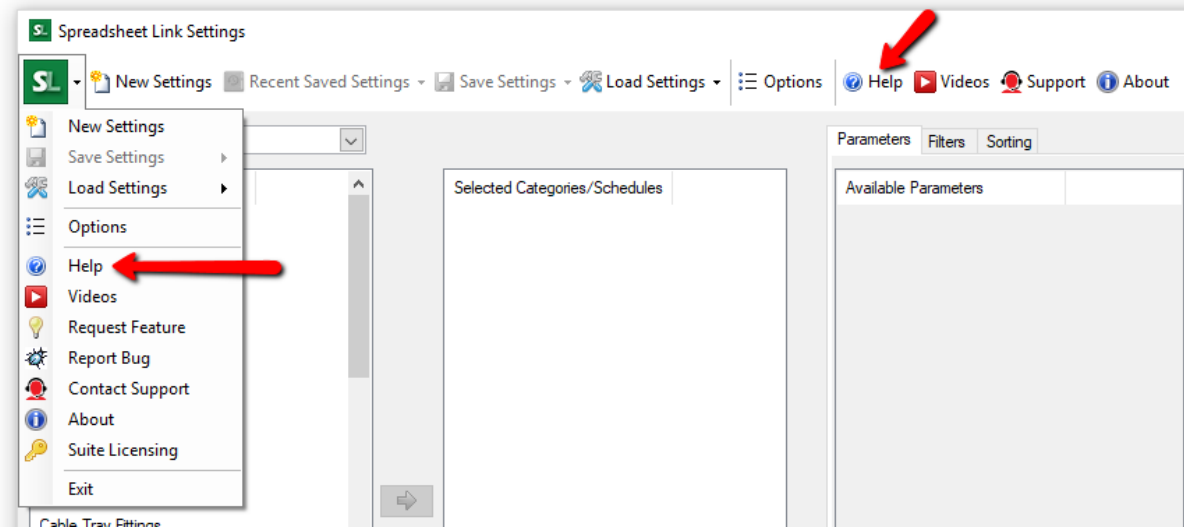 SL Spreadsheet Link Settings
SL New Settings Recent Saved Settings Save Settings Load Settings Options Help Videos Support About
New Settings
Save Settings
Load Settings
Options
Help
Videos
Request Feature
Report Bug
Contact Support
About
Suite Licensing
Exit
Cable Tray Fittings
Selected Categories/Schedules
Parameters Filters Sorting
Available Parameters